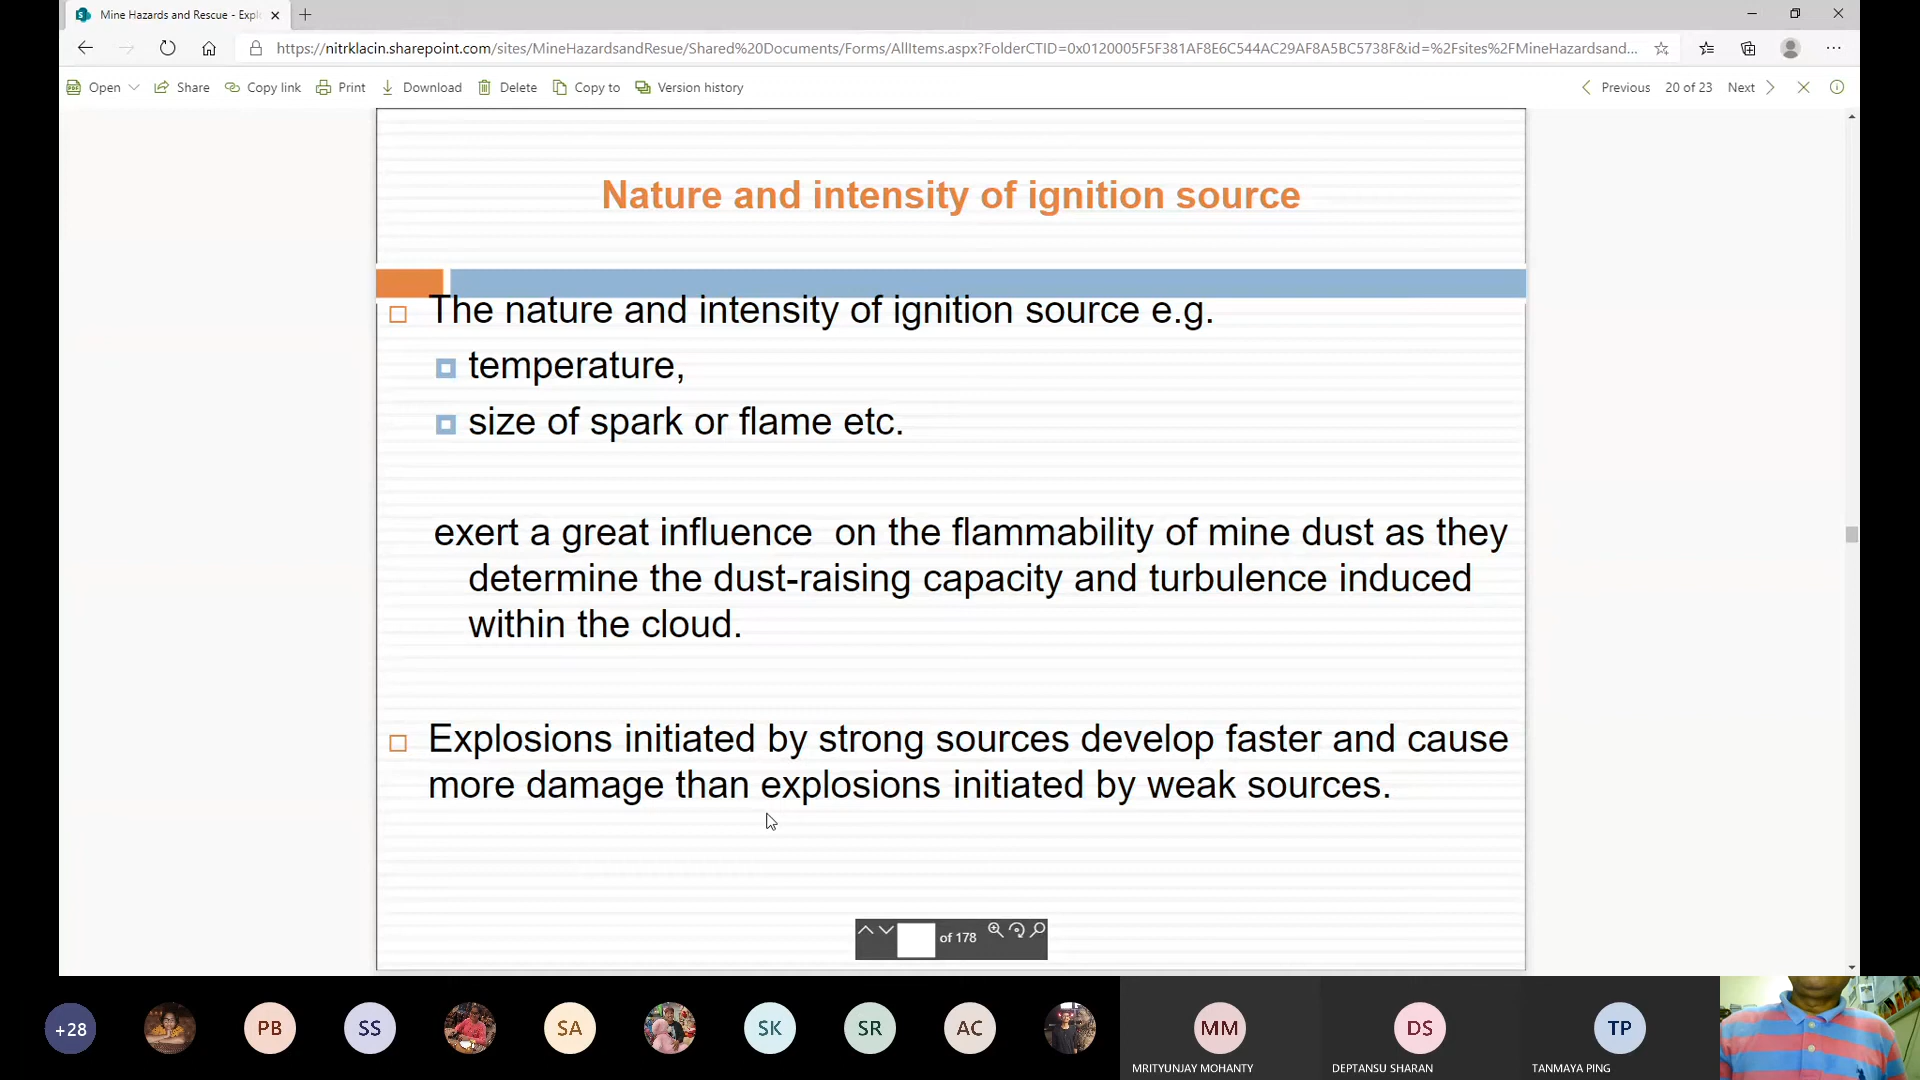 Mine Hazards and Rescue - Expl
https://nitrklacin.sharepoint.com/sites/MineHazardsandResue/Shared%20Documents/Forms/AllItems.aspx?FolderCTID=0x0120005F5F381AF8E6C544AC29AF8A5BC5738F&id=%2Fsites%2FMineHazardsand...
Open Share Copy link Print Download Delete Copy to Version history Previous 20 of 23 Next
Nature and intensity of ignition source
The nature and intensity of ignition source e.g.
temperature,
size of spark or flame etc.
exert a great influence on the flammability of mine dust as they
determine the dust-raising capacity and turbulence induced
within the cloud.
Explosions initiated by strong sources develop faster and cause
more damage than explosions initiated by weak sources.
of 178
+28 PB SS SA SK SR AC MM DS TP
MRITYUNJAY MOHANTY DEPTANSU SHARAN TANMAYA PING